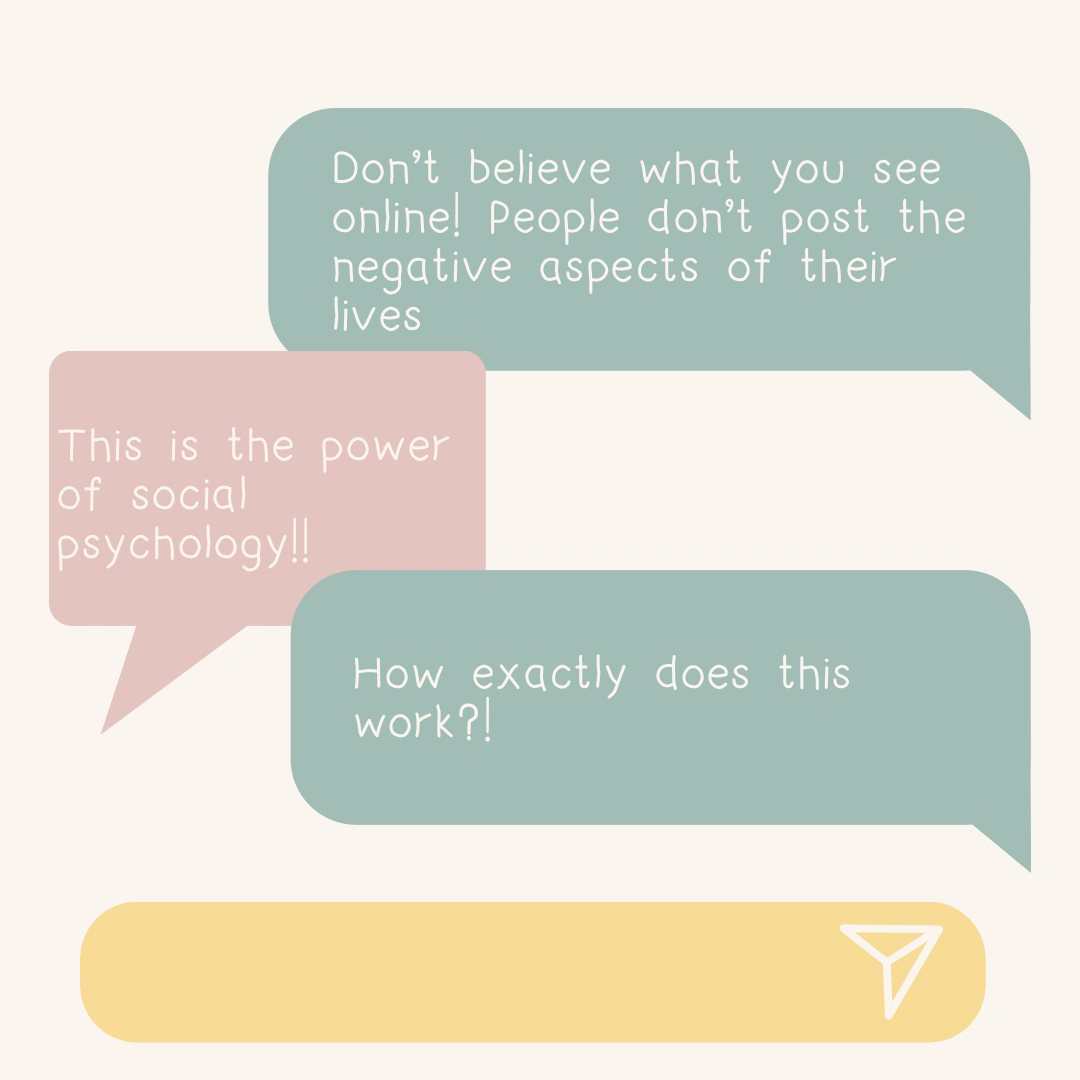 Don't believe what you see
online! People don't post the
negative aspects of their
lives
This is the power
of social
psychology!!
How exactly does this
work?!